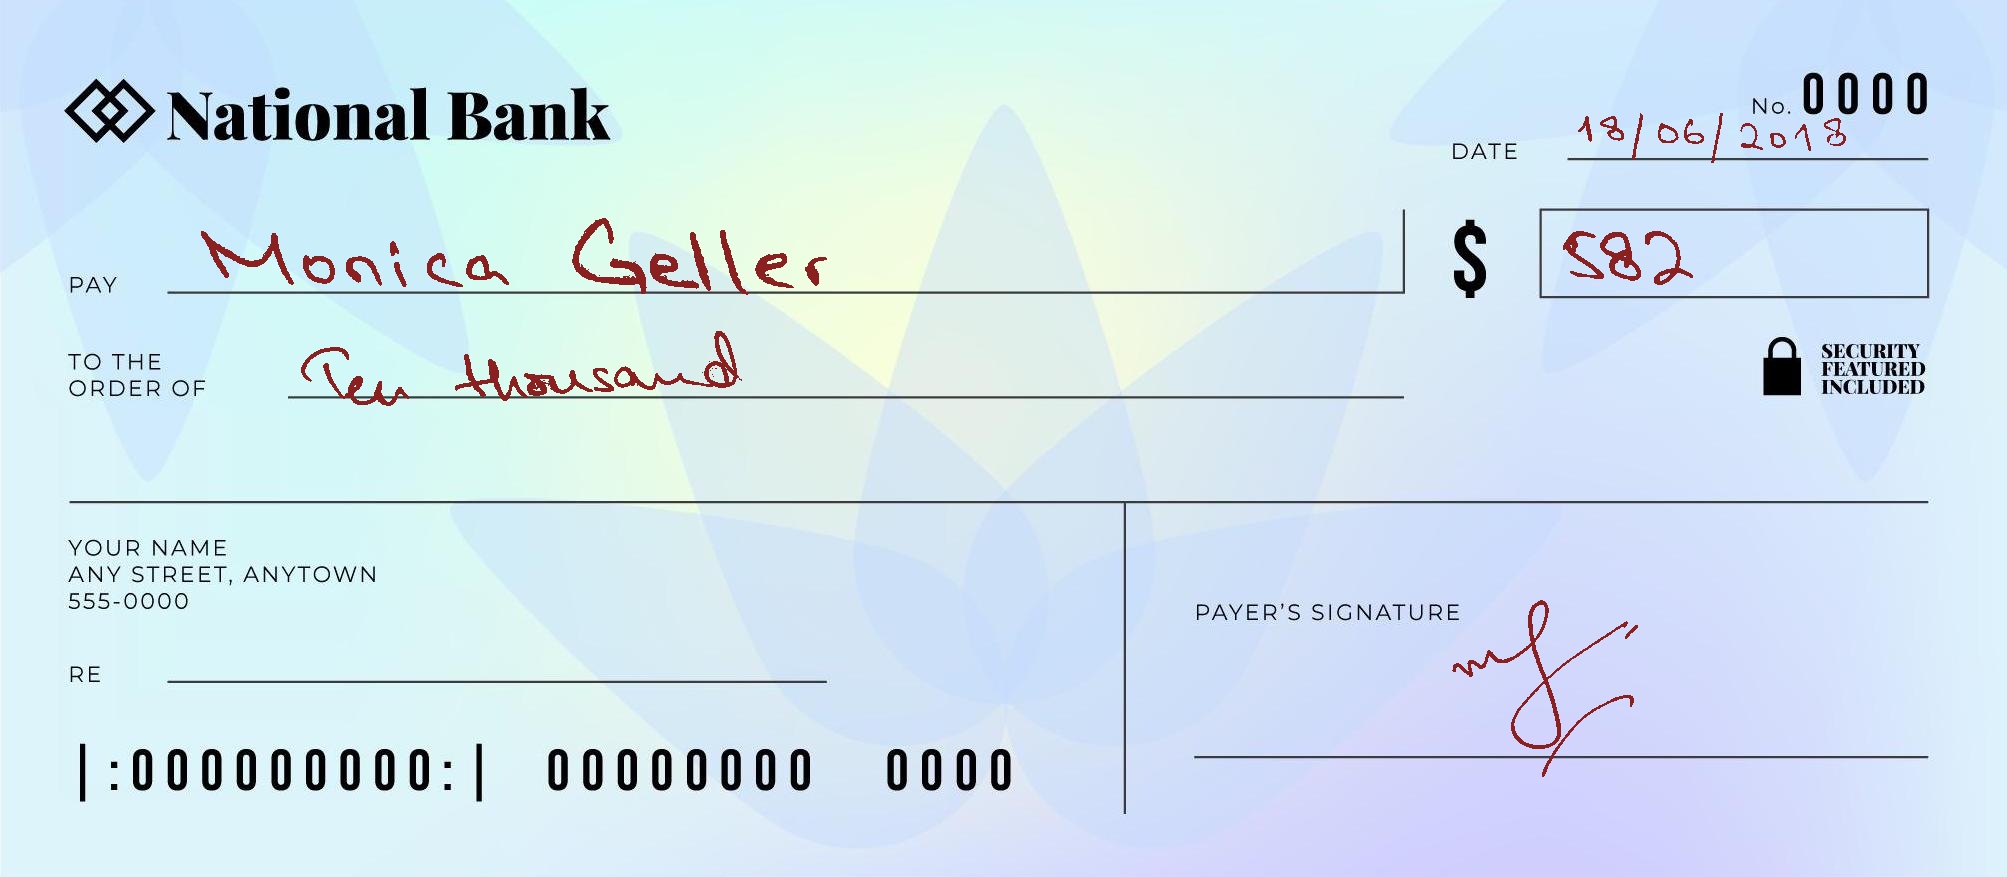 National Bank
No. 0000
DATE 18/06/2018
PAY Monica Geller $ 582
TO THE
ORDER OF Ten thousand
SECURITY
FEATURED
INCLUDED
YOUR NAME
ANY STREET, ANYTOWN
555-0000
PAYER’S SIGNATURE
RE
|:000000000:| 00000000 0000